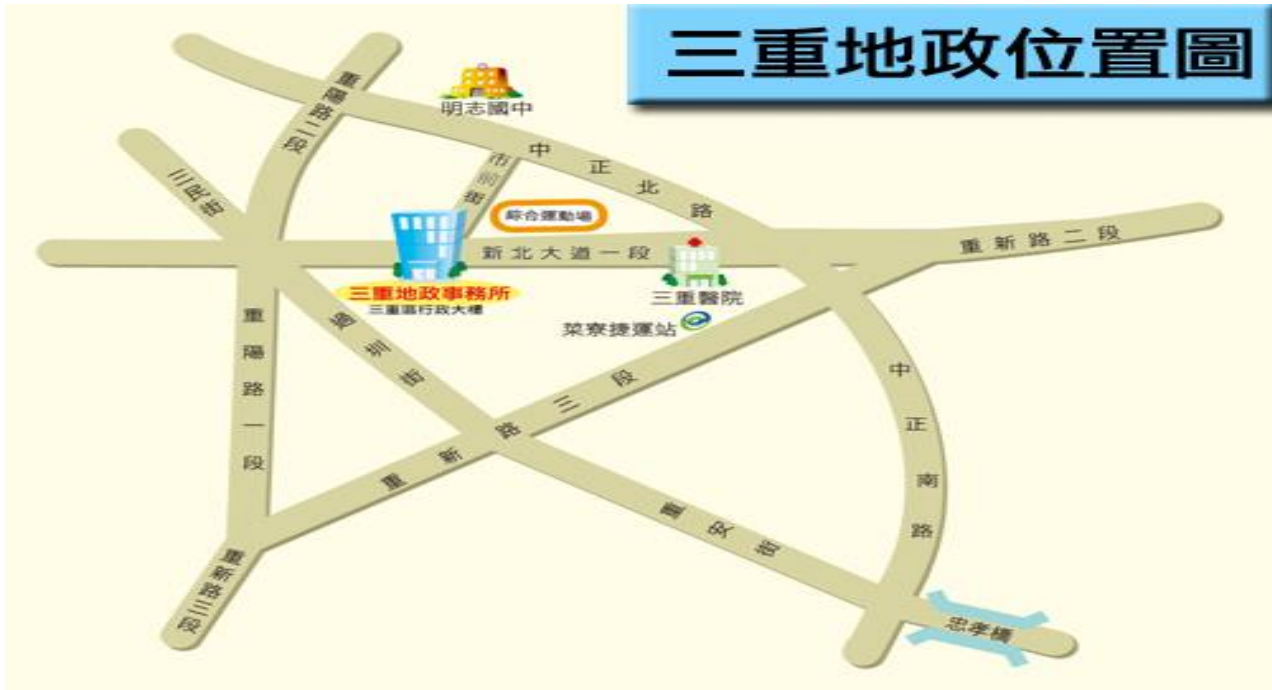 三重地政位置圖
重陽路二段
明志國中
中正北路
市前街
三民街
綜合運動場
新北大道一段
重新路二段
三重地政事務所
三重區行政大樓
三重醫院
菜寮捷運站
重陽路一段
過圳街
重新路三段
中正南路
重安街
重新路三段
忠孝橋